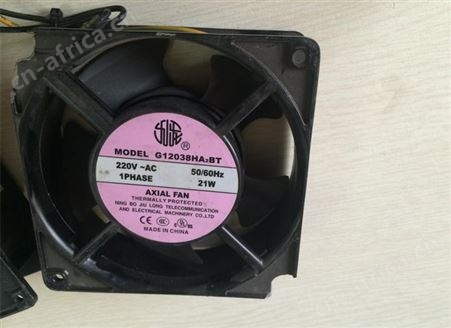 cn-africa.com
MODEL G12038HA₂BT
220V ~AC 50/60Hz
1PHASE 21W
AXIAL FAN
THERMALLY PROTECTED:
NING BO JIU LONG TELECOMMUNICATION
AND ELECTRICAL MACHINERY CO.LTD
MADE IN CHINA